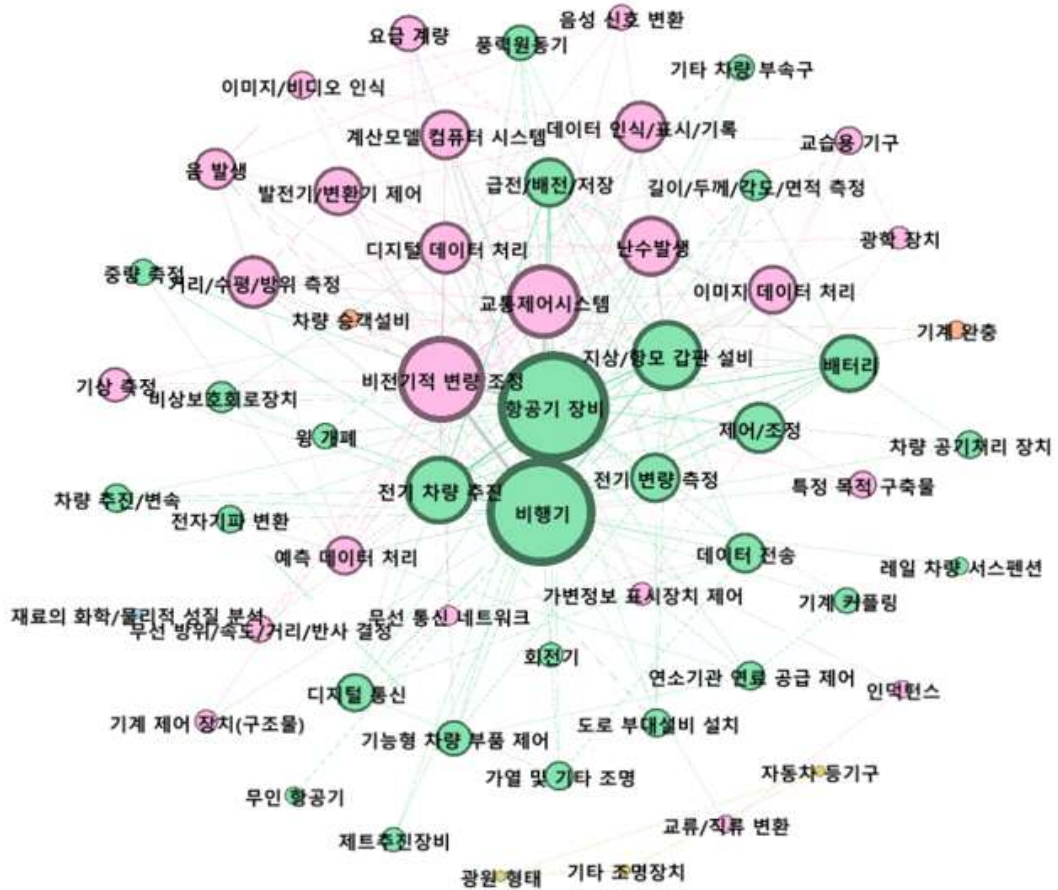 음성 신호 변환
요금 계량
풍력원동기
기타 차량 부속구
이미지/비디오 인식
계산모델 컴퓨터 시스템
데이터 인식/표시/기록
교습용 기구
음 발생
발전기/변환기 제어
급전/배전/저장
길이/두께/각도/면적 측정
디지털 데이터 처리
난수발생
광학 장치
중량 측정
거리/수평/방위 측정
교통제어시스템
이미지 데이터 처리
차량 승객설비
기계 완충
지상/항모 갑판 설비
배터리
기상 측정
비전기적 변량 조정
비상보호회로장치
항공기 장비
윙 개폐
제어/조정
차량 공기처리 장치
전기 차량 추진
전기 변량 측정
특정 목적 구축물
차량 추진/변속
전자기파 변환
비행기
예측 데이터 처리
데이터 전송
레일 차량 서스펜션
가변정보 표시장치 제어
기계 커플링
재료의 화학/물리적 성질 분석
무선 방위/속도/거리/반사 결정
무선 통신 네트워크
회전기
연소기관 연료 공급 제어
인덕턴스
디지털 통신
기계 제어 장치(구조물)
기능형 차량 부품 제어
도로 부대설비 설치
가열 및 기타 조명
자동차 등기구
무인 항공기
제트추진장비
교류/직류 변환
광원 형태
기타 조명장치